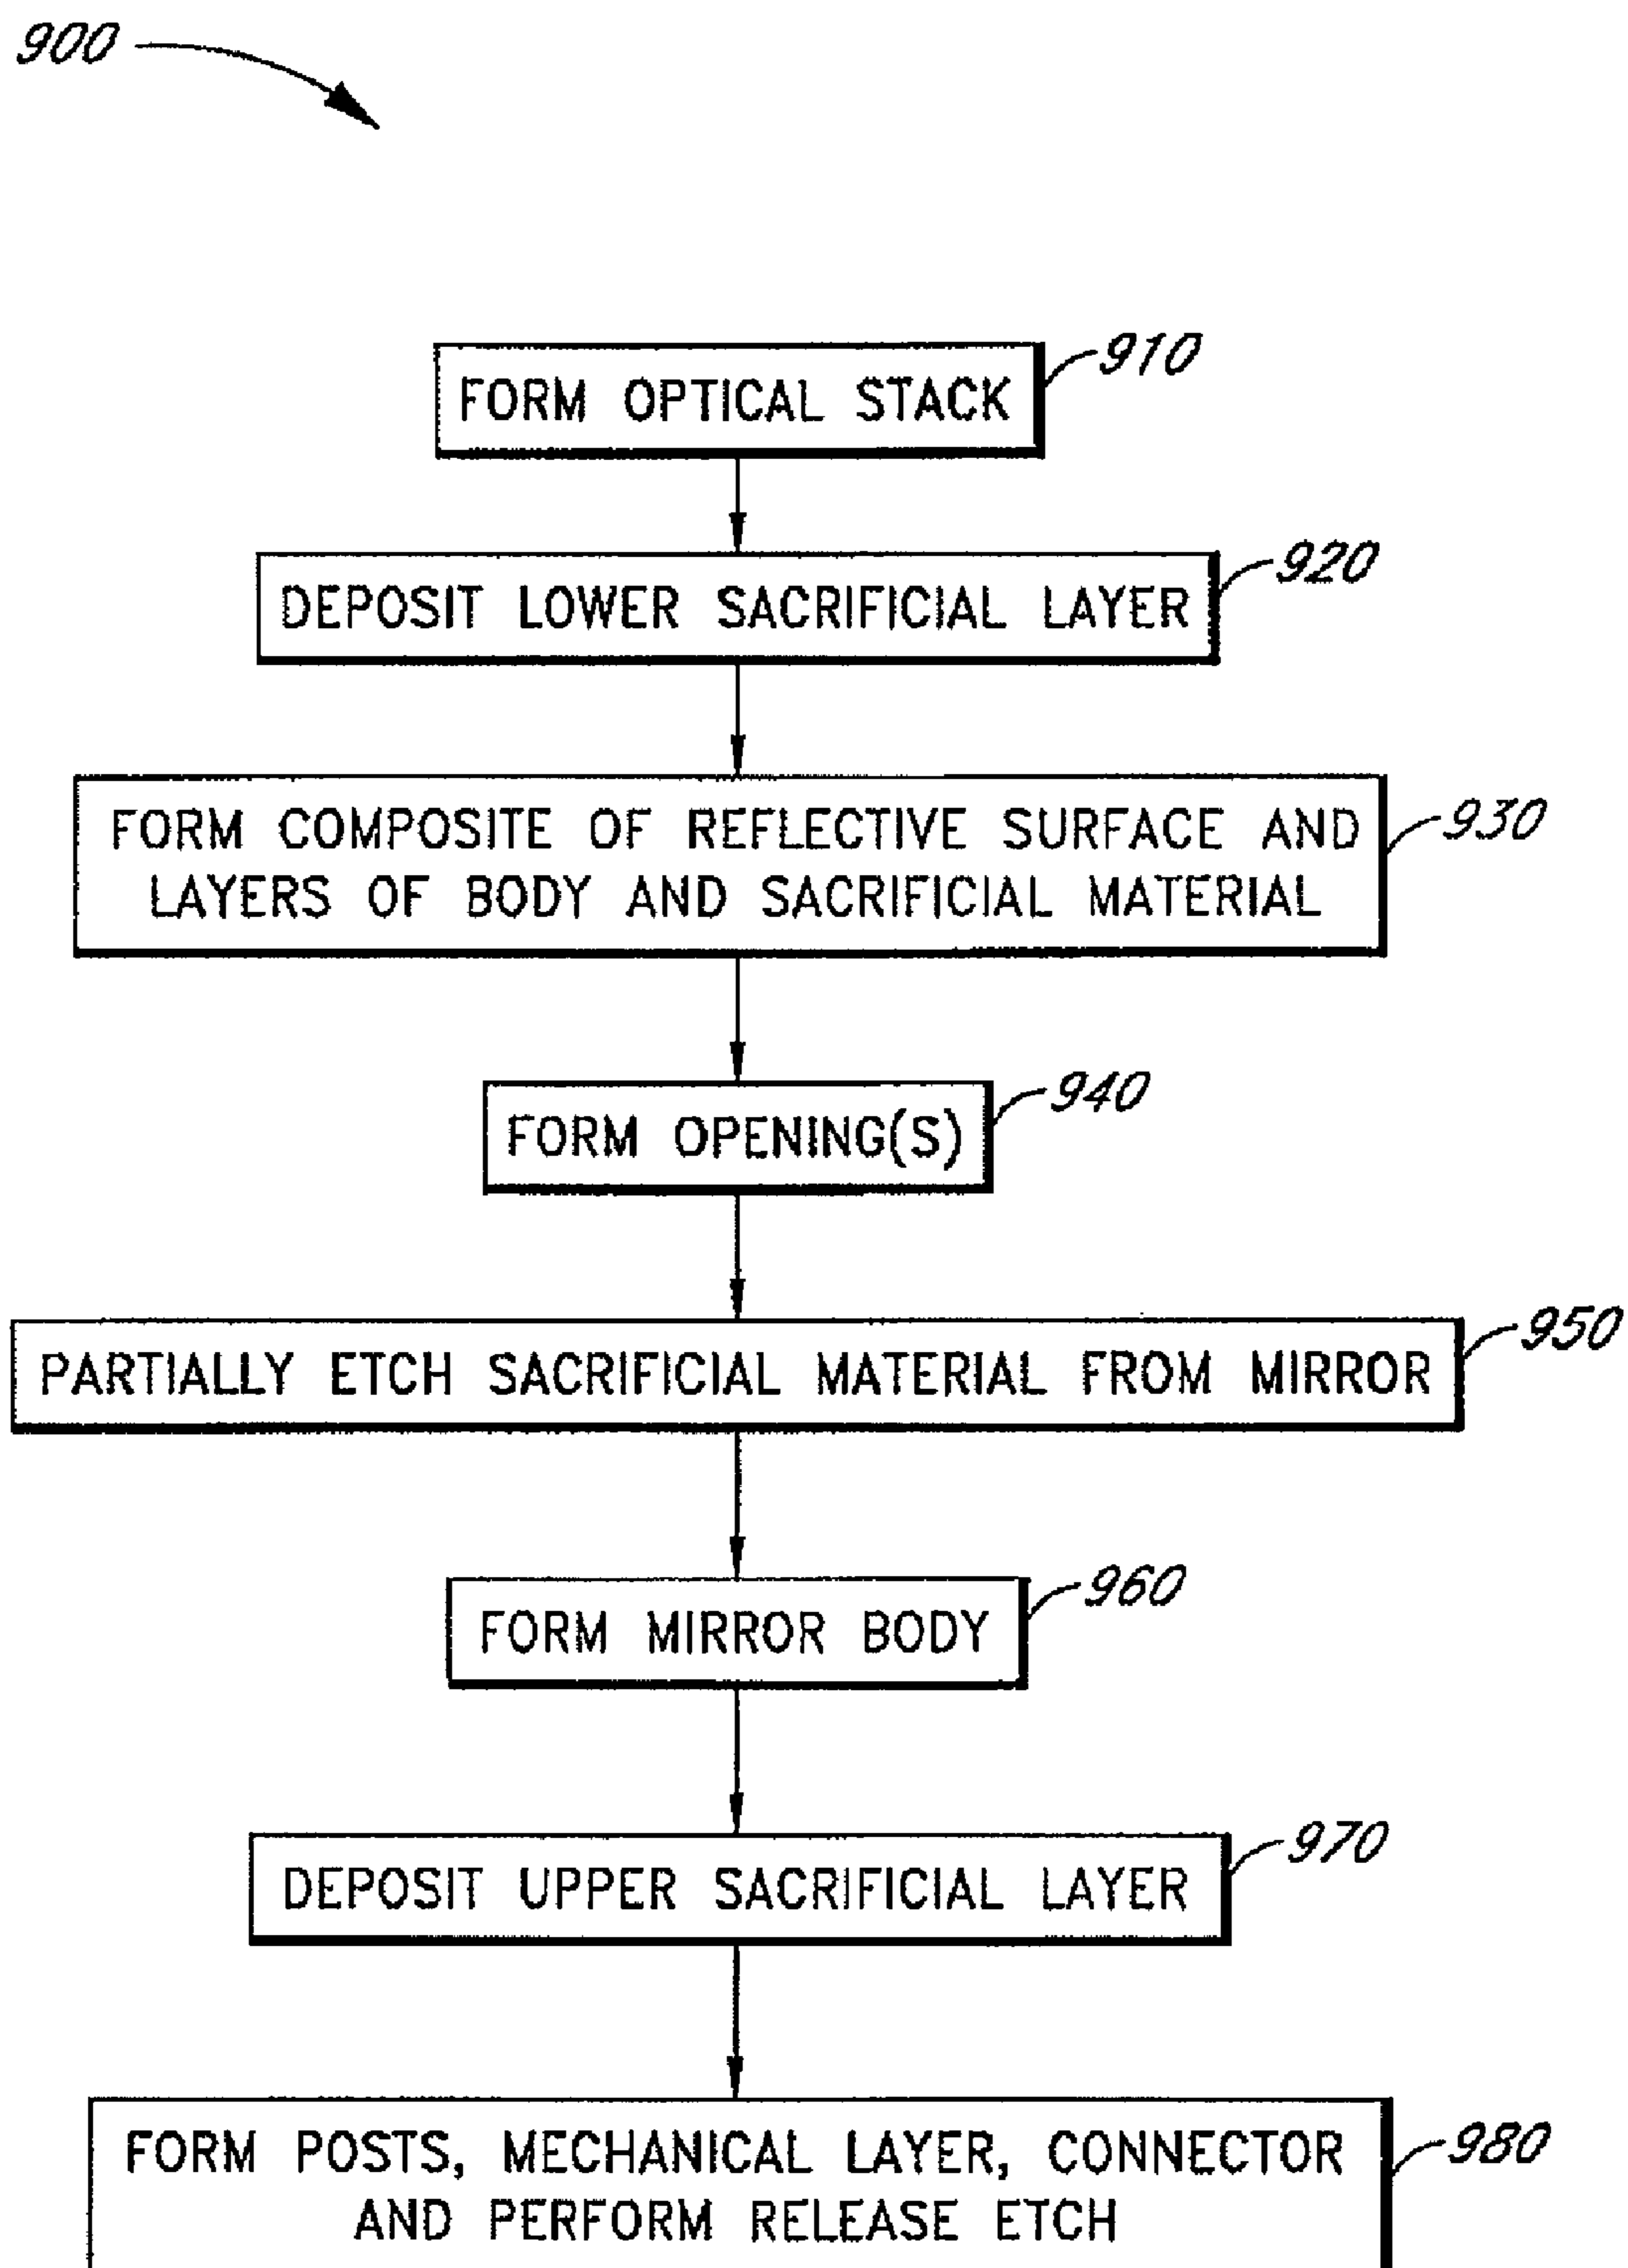 900
FORM OPTICAL STACK
910
DEPOSIT LOWER SACRIFICIAL LAYER
920
FORM COMPOSITE OF REFLECTIVE SURFACE AND
LAYERS OF BODY AND SACRIFICIAL MATERIAL
930
FORM OPENING(S)
940
PARTIALLY ETCH SACRIFICIAL MATERIAL FROM MIRROR
950
FORM MIRROR BODY
960
DEPOSIT UPPER SACRIFICIAL LAYER
970
FORM POSTS, MECHANICAL LAYER, CONNECTOR
AND PERFORM RELEASE ETCH
980